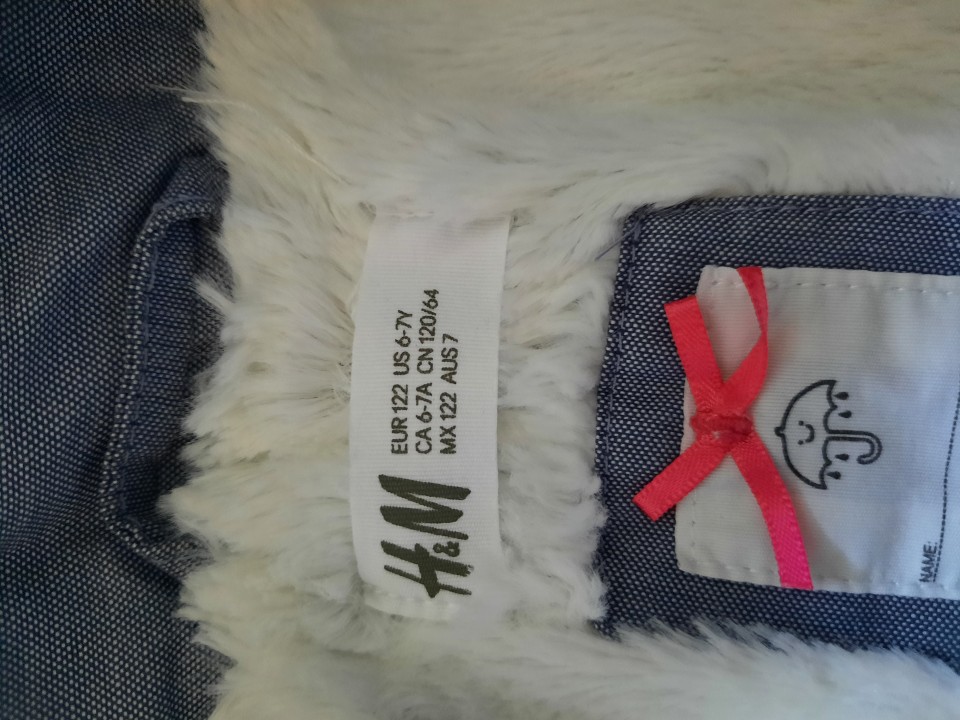 H&M
EUR 122 US 6-7Y
CA 6-7A CN 120/64
MX 122 AUS 7
NAME: